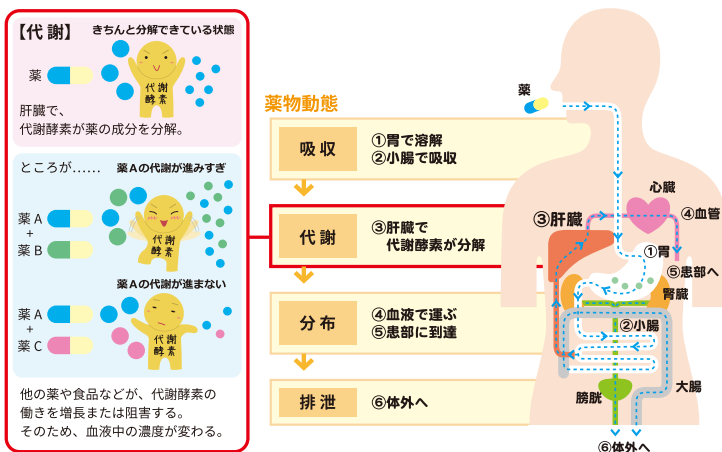 【代謝】
きちんと分解できている状態
薬
代謝
酵素
肝臓で、
代謝酵素が薬の成分を分解。
ところが……
薬Aの代謝が進みすぎ
薬A
+
薬B
代謝
酵素
薬Aの代謝が進まない
薬A
+
薬C
代謝
酵素
他の薬や食品などが、代謝酵素の
働きを増長または阻害する。
そのため、血液中の濃度が変わる。
薬物動態
吸収
①胃で溶解
②小腸で吸収
代謝
③肝臓で
代謝酵素が分解
分布
④血液で運ぶ
⑤患部に到達
排泄
⑥体外へ
薬
心臓
③肝臓
④血管
①胃
⑤患部へ
腎臓
②小腸
大腸
膀胱
⑥体外へ